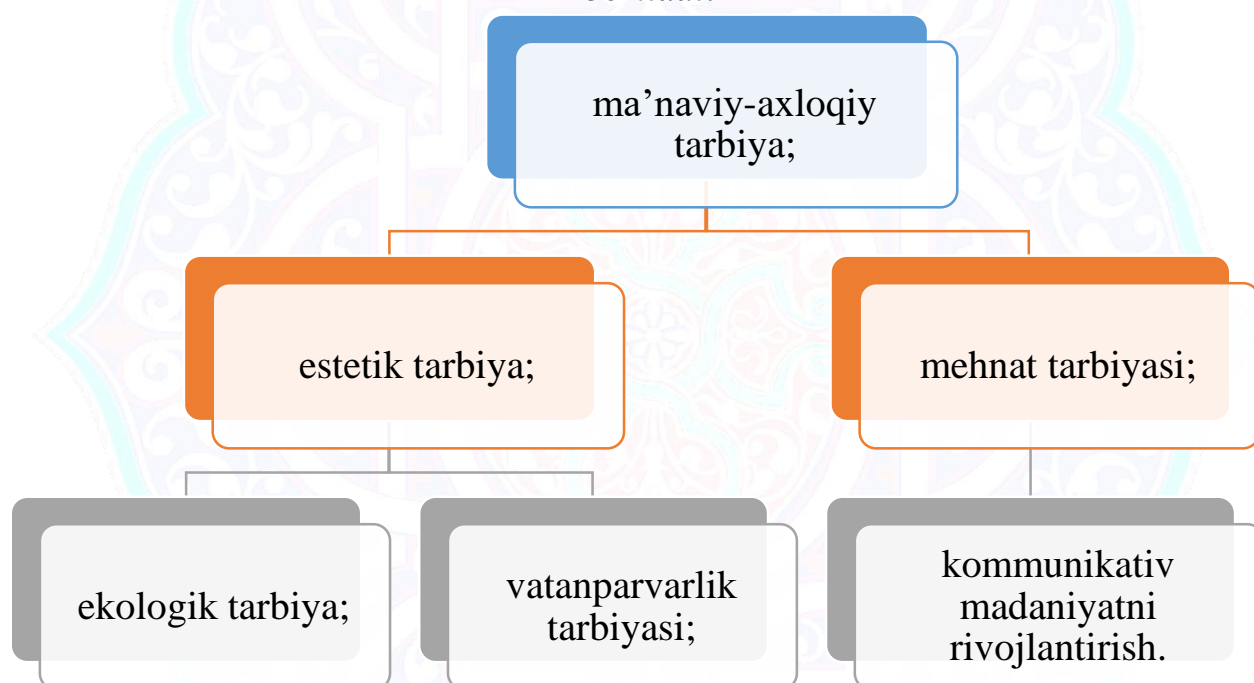 ma’naviy-axloqiy
tarbiya;
estetik tarbiya;
mehnat tarbiyasi;
ekologik tarbiya;
vatanparvarlik
tarbiyasi;
kommunikativ
madaniyatni
rivojlantirish.